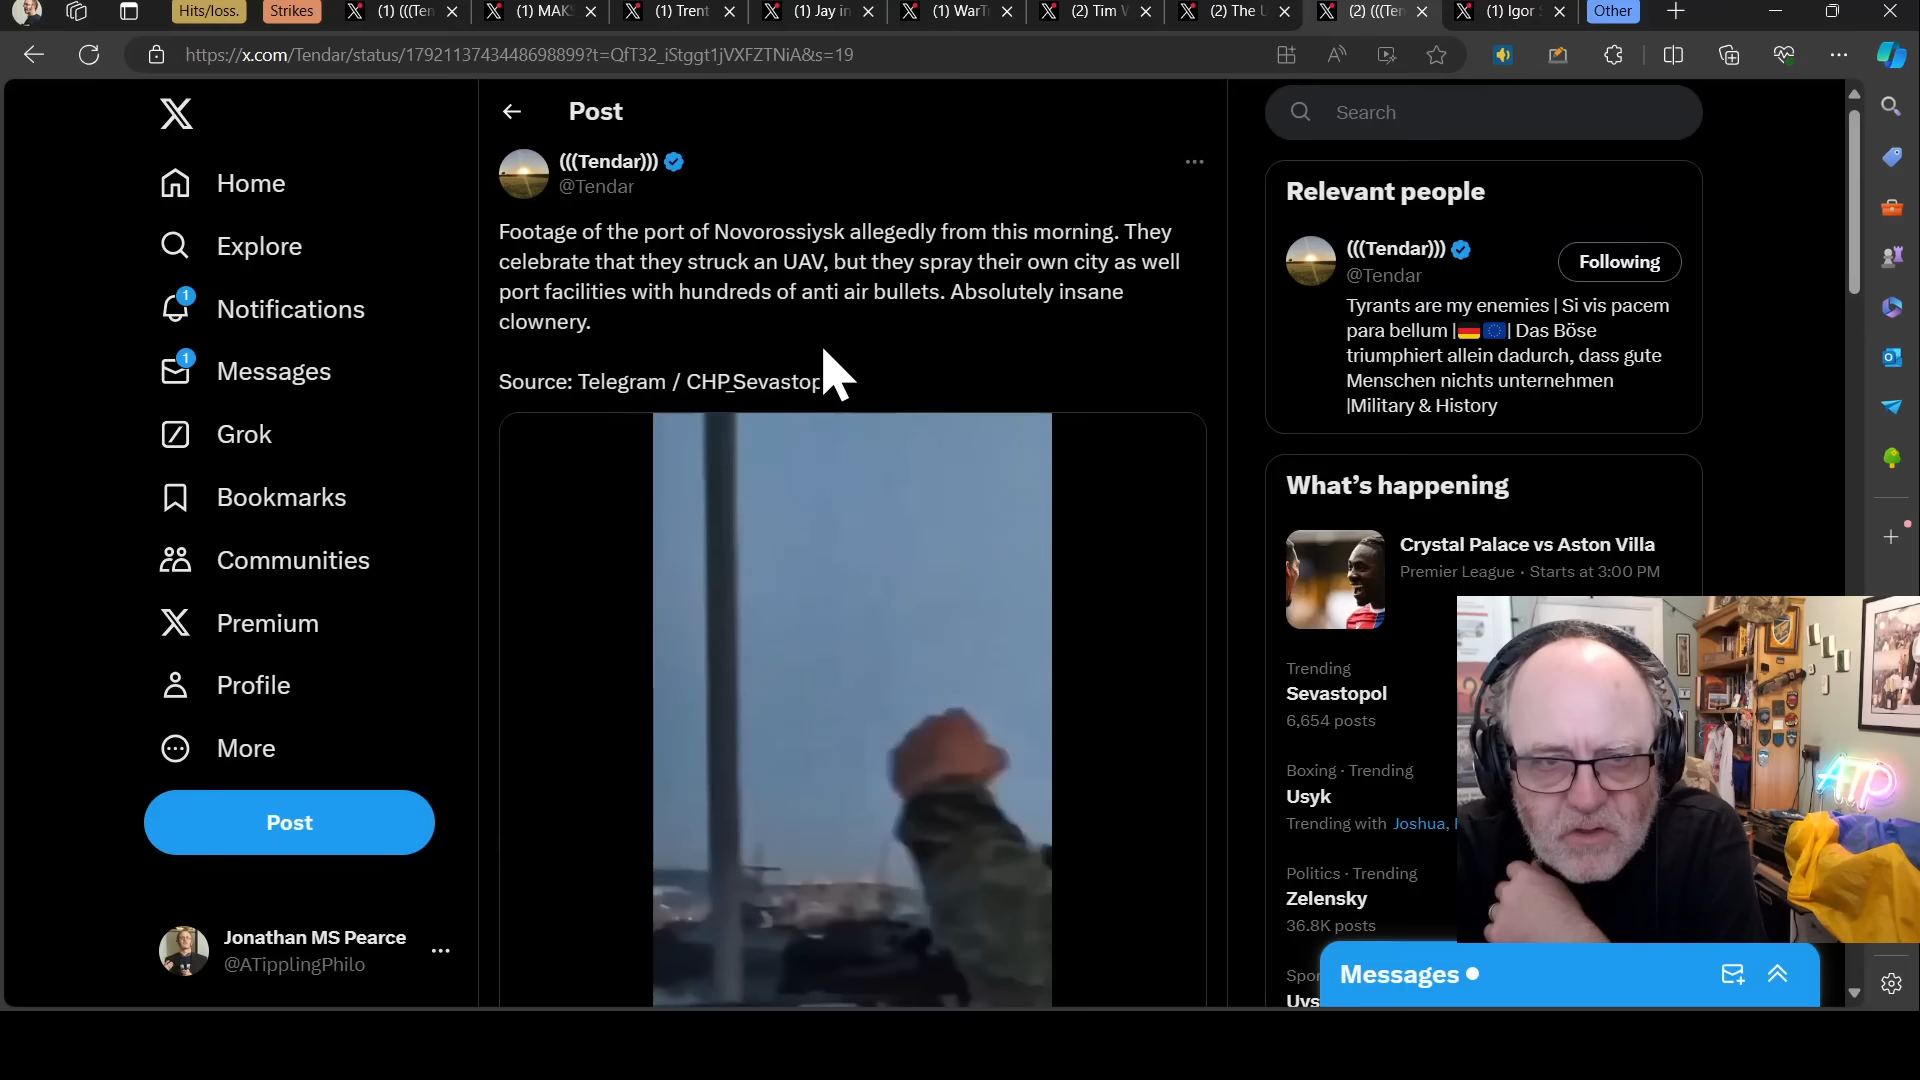 Hits/loss.
Strikes
(1) (((Ten
(1) MAK
(1) Trent
(1) Jay in
(1) WarT
(2) Tim
(2) The
(2) (((Ten
(1) Igor
Other
https://x.com/Tendar/status/1792113743448698899?t=QfT32_iStggt1jVXFZTNiA&s=19
Home
Explore
1
Notifications
1
Messages
Grok
Bookmarks
Communities
Premium
Profile
More
Post
Jonathan MS Pearce
@ATipplingPhilo
Post
(((Tendar)))
@Tendar
Footage of the port of Novorossiysk allegedly from this morning. They
celebrate that they struck an UAV, but they spray their own city as well
port facilities with hundreds of anti air bullets. Absolutely insane
clownery.
Source: Telegram / CHP_Sevastop
Search
Relevant people
(((Tendar)))
@Tendar
Following
Tyrants are my enemies | Si vis pacem
para bellum |🇩🇪🇪🇺| Das Böse
triumphiert allein dadurch, dass gute
Menschen nichts unternehmen
|Military & History
What's happening
Crystal Palace vs Aston Villa
Premier League · Starts at 3:00 PM
Trending
Sevastopol
6,654 posts
Boxing · Trending
Usyk
Trending with Joshua,
Politics · Trending
Zelensky
36.8K posts
Messages
ATP